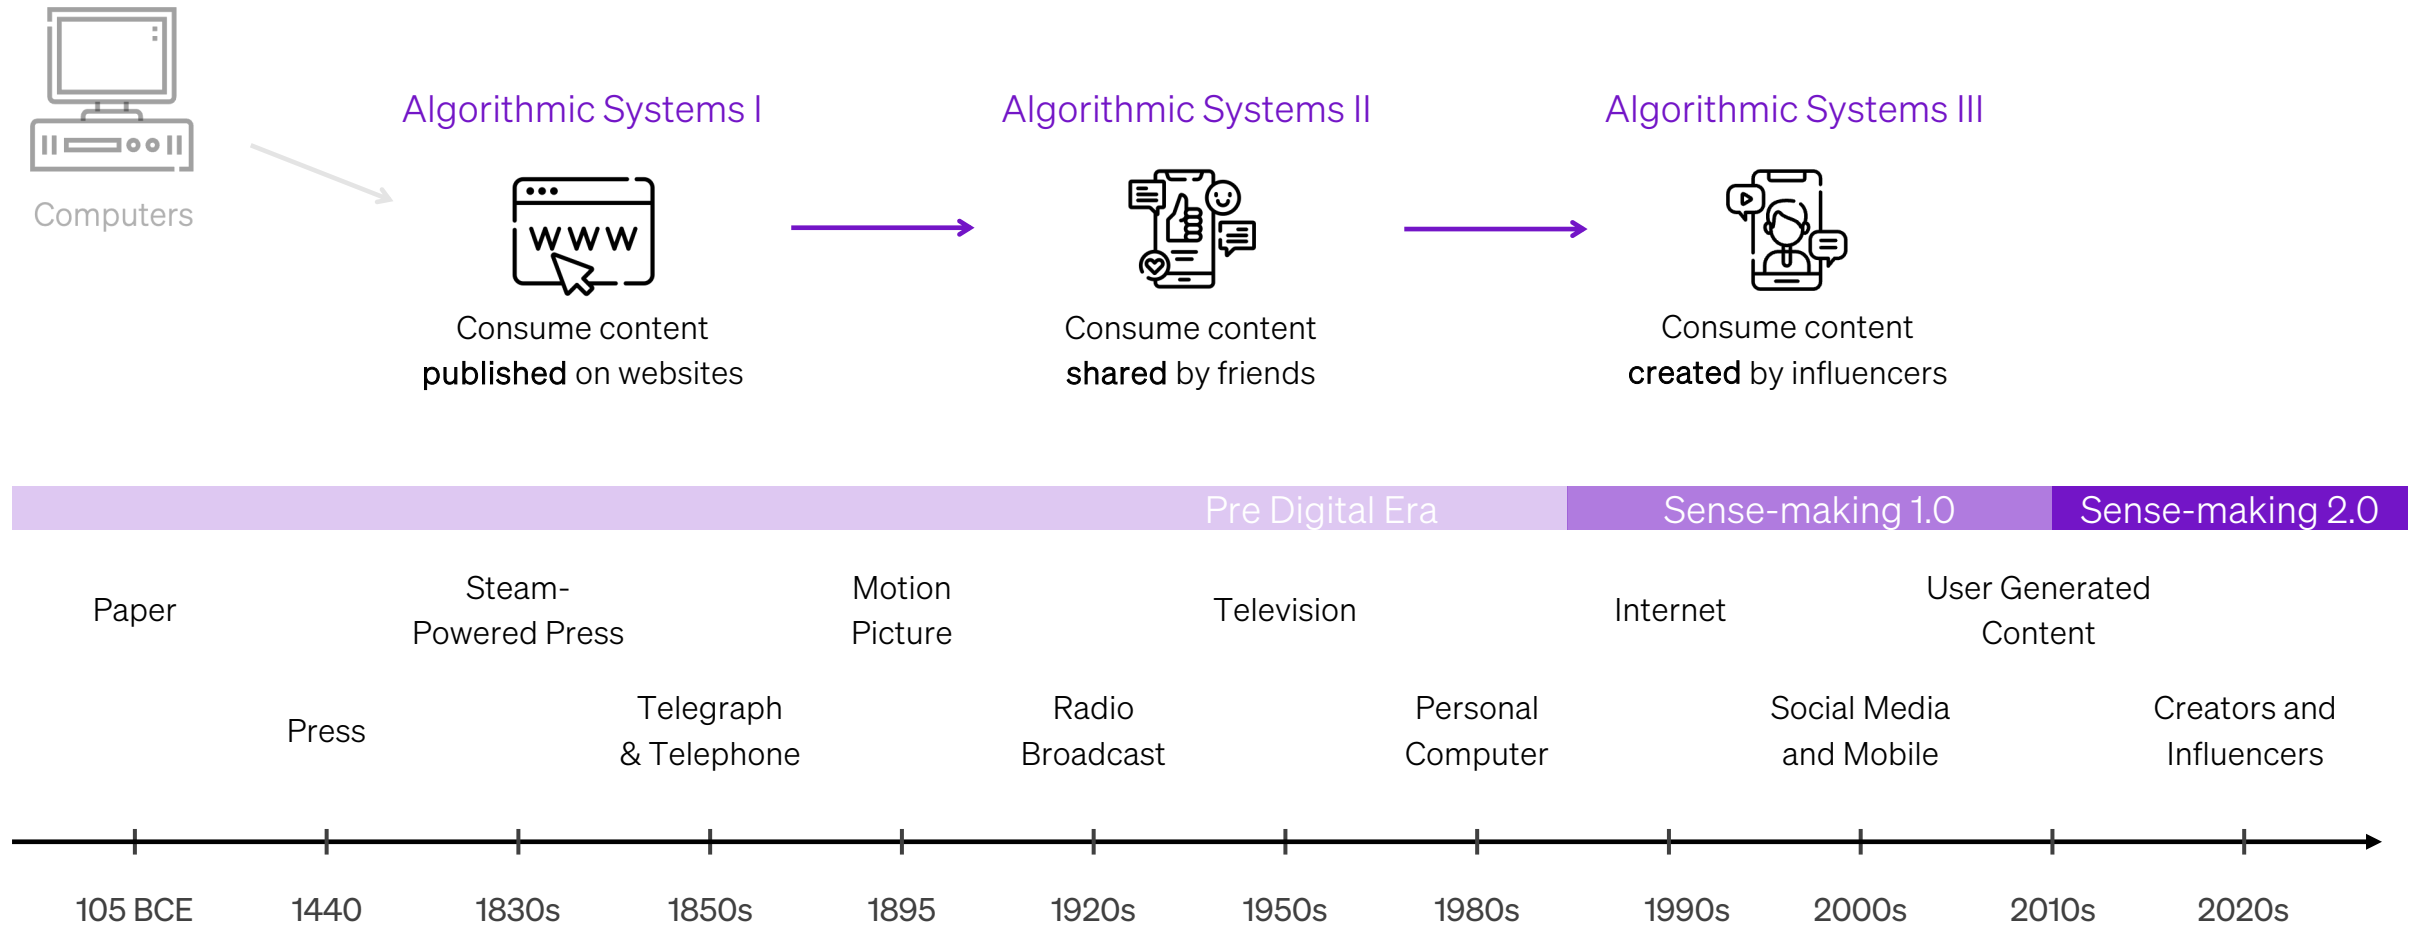 Computers
Algorithmic Systems I
WWW
Consume content
published on websites
Algorithmic Systems II
Consume content
shared by friends
Algorithmic Systems III
Consume content
created by influencers
Pre Digital Era
Sense-making 1.0
Sense-making 2.0
Paper
Press
Steam-
Powered Press
Telegraph
& Telephone
Motion
Picture
Radio
Broadcast
Television
Personal
Computer
Internet
Social Media
and Mobile
User Generated
Content
Creators and
Influencers
105 BCE
1440
1830s
1850s
1895
1920s
1950s
1980s
1990s
2000s
2010s
2020s